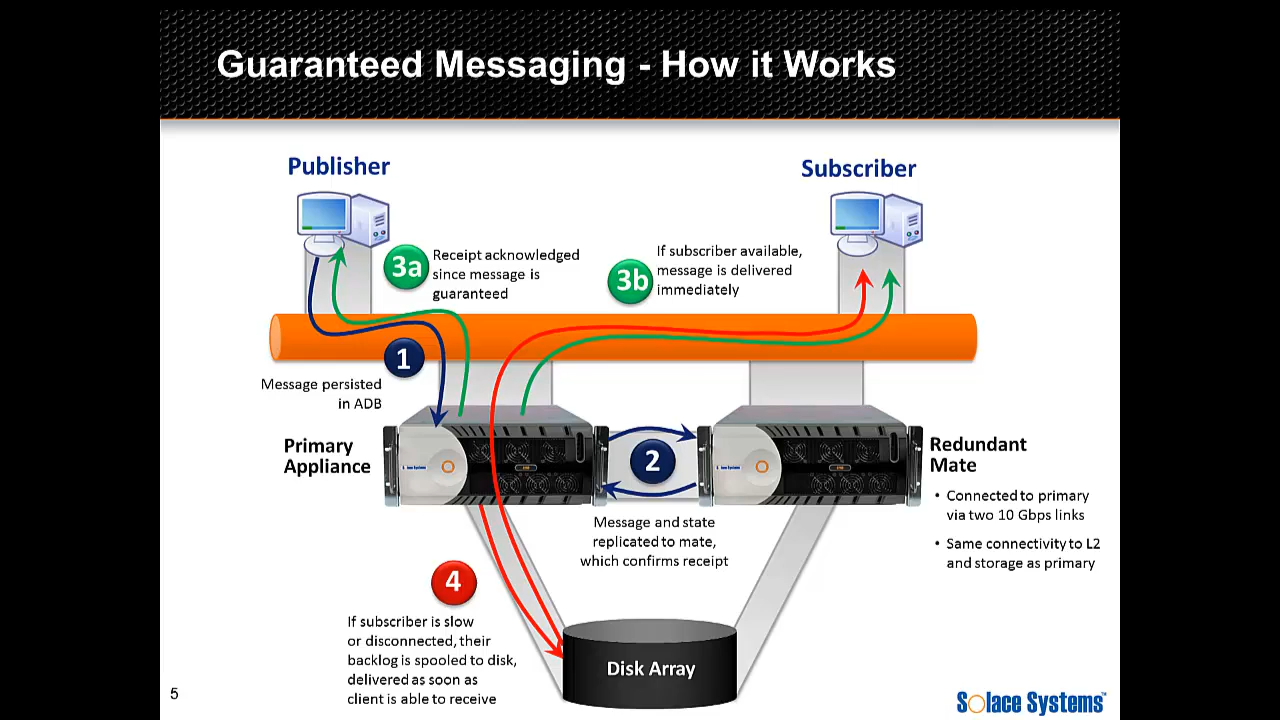 Guaranteed Messaging - How it Works
Publisher
Subscriber
3a
Receipt acknowledged
since message is
guaranteed
3b
If subscriber available,
message is delivered
immediately
1
Message persisted
in ADB
Primary
Appliance
Solace Systems
2
Solace Systems
Redundant
Mate
• Connected to primary
via two 10 Gbps links
• Same connectivity to L2
and storage as primary
Message and state
replicated to mate,
which confirms receipt
4
If subscriber is slow
or disconnected, their
backlog is spooled to disk,
delivered as soon as
client is able to receive
Disk Array
5
Solace Systems™